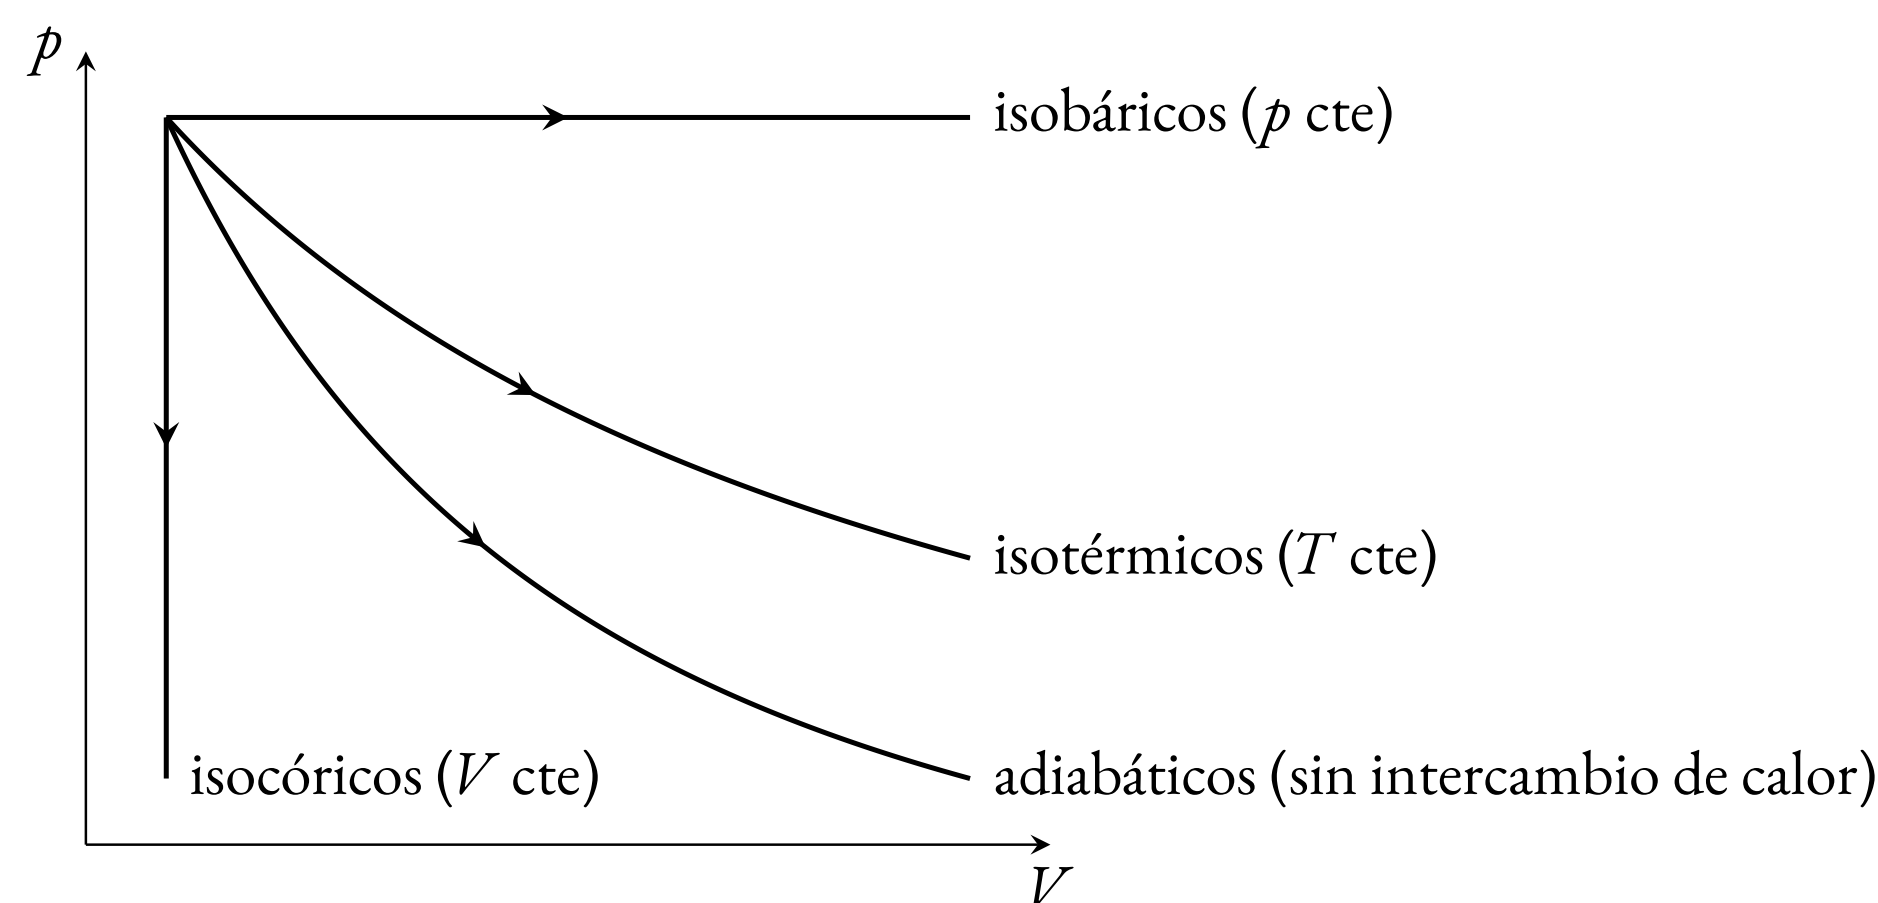 p
isobáricos (p cte)
isotérmicos (T cte)
isocóricos (V cte)
adiabáticos (sin intercambio de calor)
V